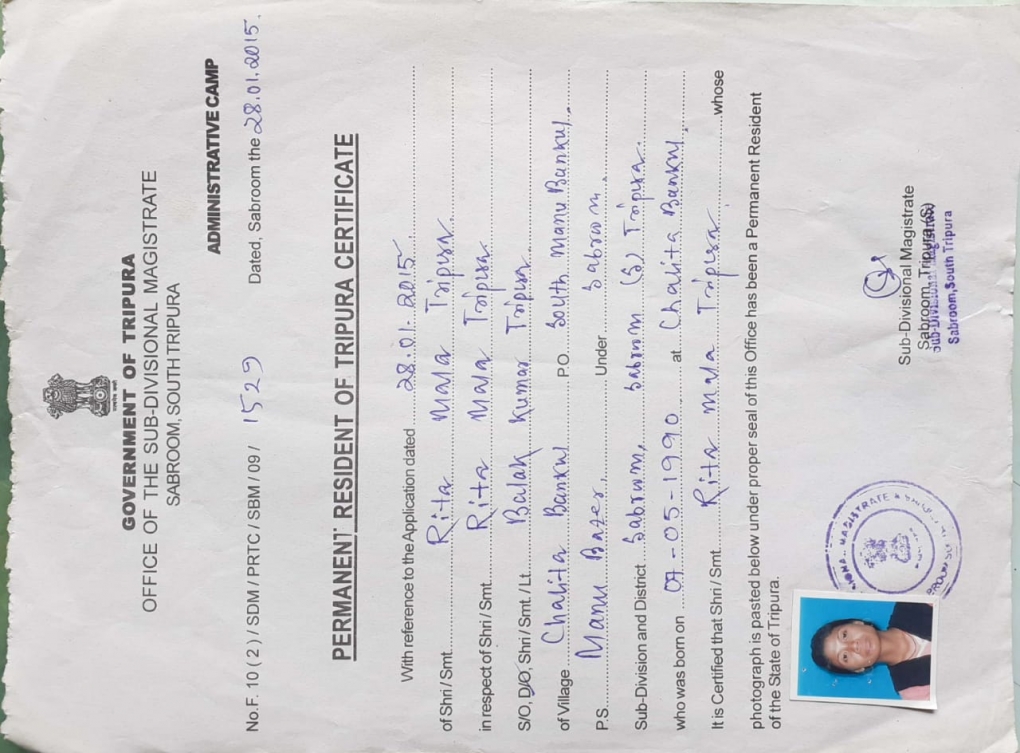 सत्यमेव जयते
GOVERNMENT OF TRIPURA
OFFICE OF THE SUB-DIVISIONAL MAGISTRATE
SABROOM, SOUTH TRIPURA
ADMINISTRATIVE CAMP
No.F. 10 ( 2 ) / SDM / PRTC / SBM / 09 / 1529 Dated, Sabroom the 28.01.2015.
PERMANENT RESIDENT OF TRIPURA CERTIFICATE
With reference to the Application dated 28.01.2015
of Shri / Smt. Rita Mala Tripura.
in respect of Shri / Smt. Rita Mala Tripura
S/O, D/O, Shri / Smt. / Lt. Balak Kumar Tripura.
of Village Chalita Bankul P.O. South Manu Bankul.
P.S. Manu Bazer, Under Sabroom
Sub-Division and District Sabroom, Sabroom (S) Tripura.
who was born on 07-05-1990 at Chalita Bankul.
It is Certified that Shri / Smt. Rita Mala Tripura whose
photograph is pasted below under proper seal of this Office has been a Permanent Resident
of the State of Tripura.
Sub-Divisional Magistrate
Sabroom, Tripura (S)
Sub-Divisional Magistrate
Sabroom, South Tripura
MAGISTRATE